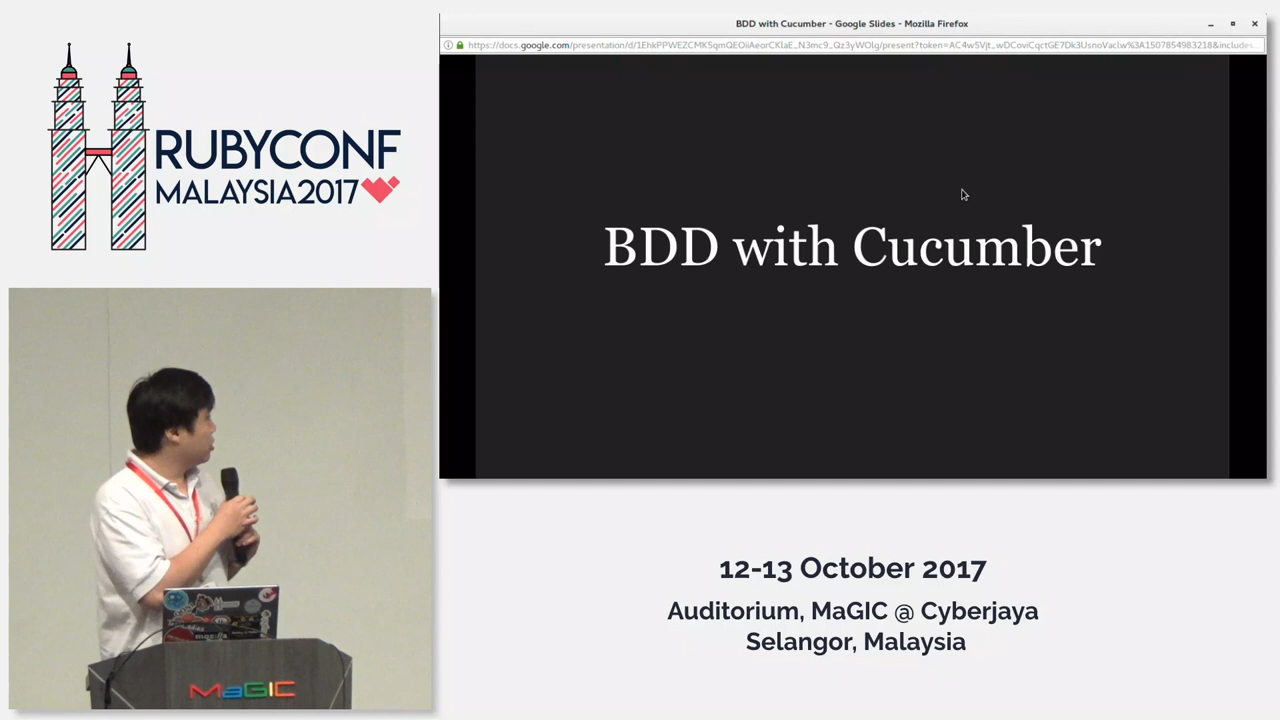 RUBYCONF
MALAYSIA2017
BDD with Cucumber - Google Slides - Mozilla Firefox
BDD with Cucumber
mozilla
MaGIC
12-13 October 2017
Auditorium, MaGIC @ Cyberjaya
Selangor, Malaysia